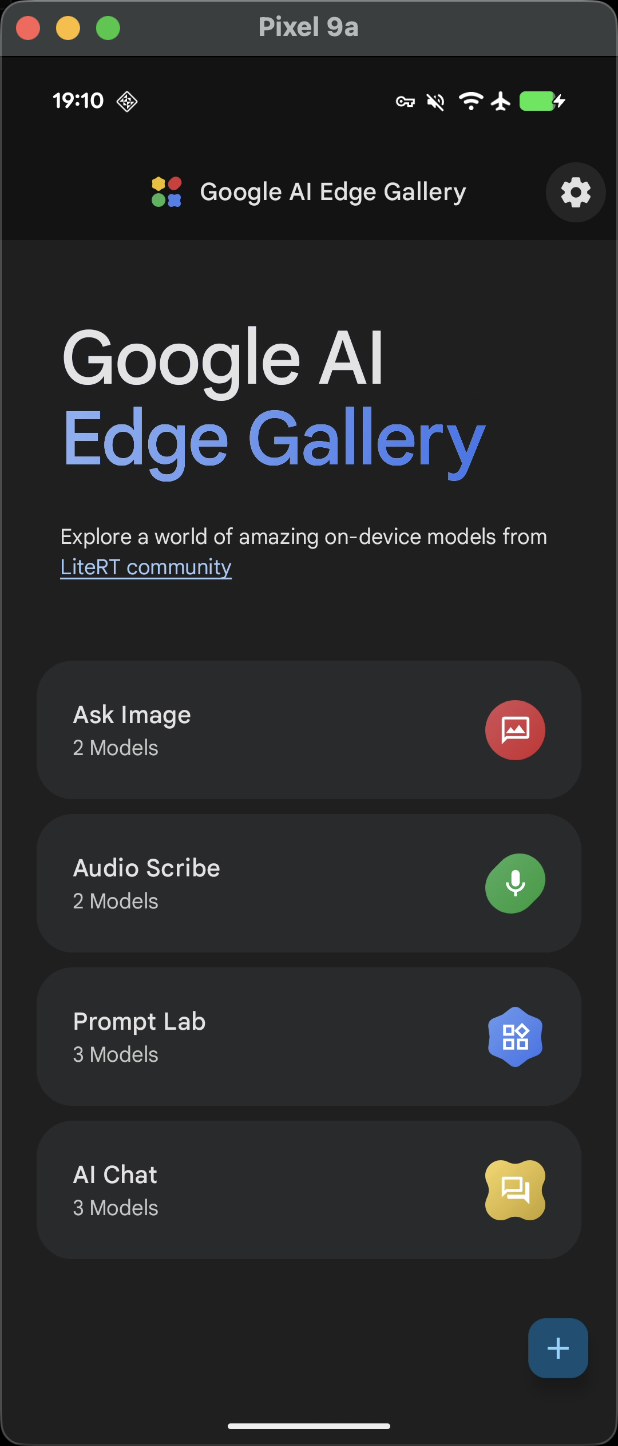 Pixel 9a
19:10
Google AI Edge Gallery
Google AI
Edge Gallery
Explore a world of amazing on-device models from
LiteRT community
Ask Image
2 Models
Audio Scribe
2 Models
Prompt Lab
3 Models
AI Chat
3 Models